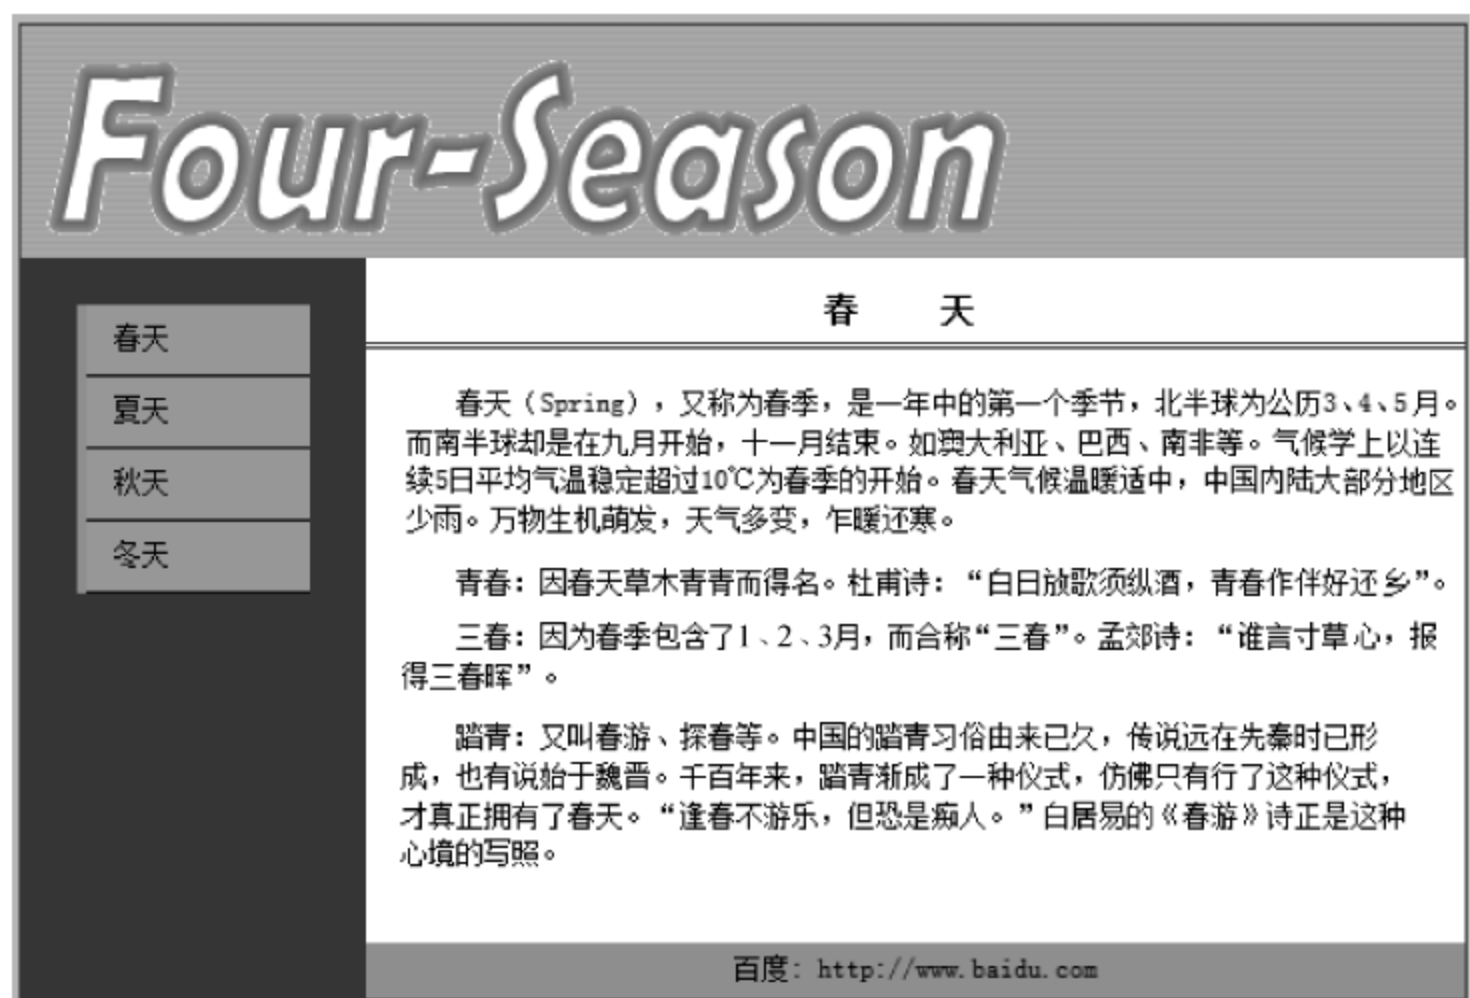 Four-Season
春天
夏天
秋天
冬天
春 天
春天（Spring），又称为春季，是一年中的第一个季节，北半球为公历3、4、5月。
而南半球却是在九月开始，十一月结束。如澳大利亚、巴西、南非等。气候学上以连
续5日平均气温稳定超过10℃为春季的开始。春天气候温暖适中，中国内陆大部分地区
少雨。万物生机萌发，天气多变，乍暖还寒。
青春：因春天草木青青而得名。杜甫诗：“白日放歌须纵酒，青春作伴好还乡”。
三春：因为春季包含了1、2、3月，而合称“三春”。孟郊诗：“谁言寸草心，报
得三春晖”。
踏青：又叫春游、探春等。中国的踏青习俗由来已久，传说远在先秦时已形
成，也有说始于魏晋。千百年来，踏青渐成了一种仪式，仿佛只有行了这种仪式，
才真正拥有了春天。“逢春不游乐，但恐是痴人。”白居易的《春游》诗正是这种
心境的写照。
百度：http://www.baidu.com